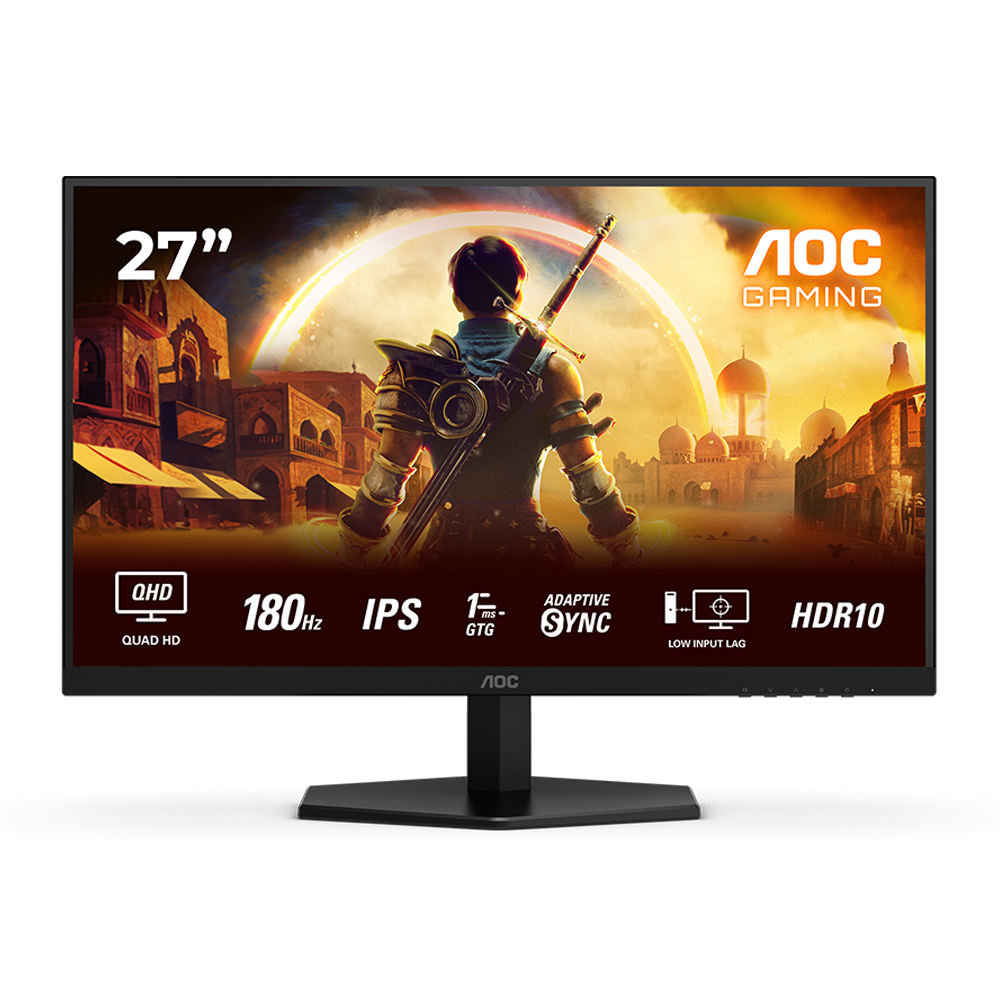 27”
AOC
GAMING
QHD
QUAD HD
180Hz
IPS
1ms
GTG
ADAPTIVE
SYNC
LOW INPUT LAG
HDR10
AOC